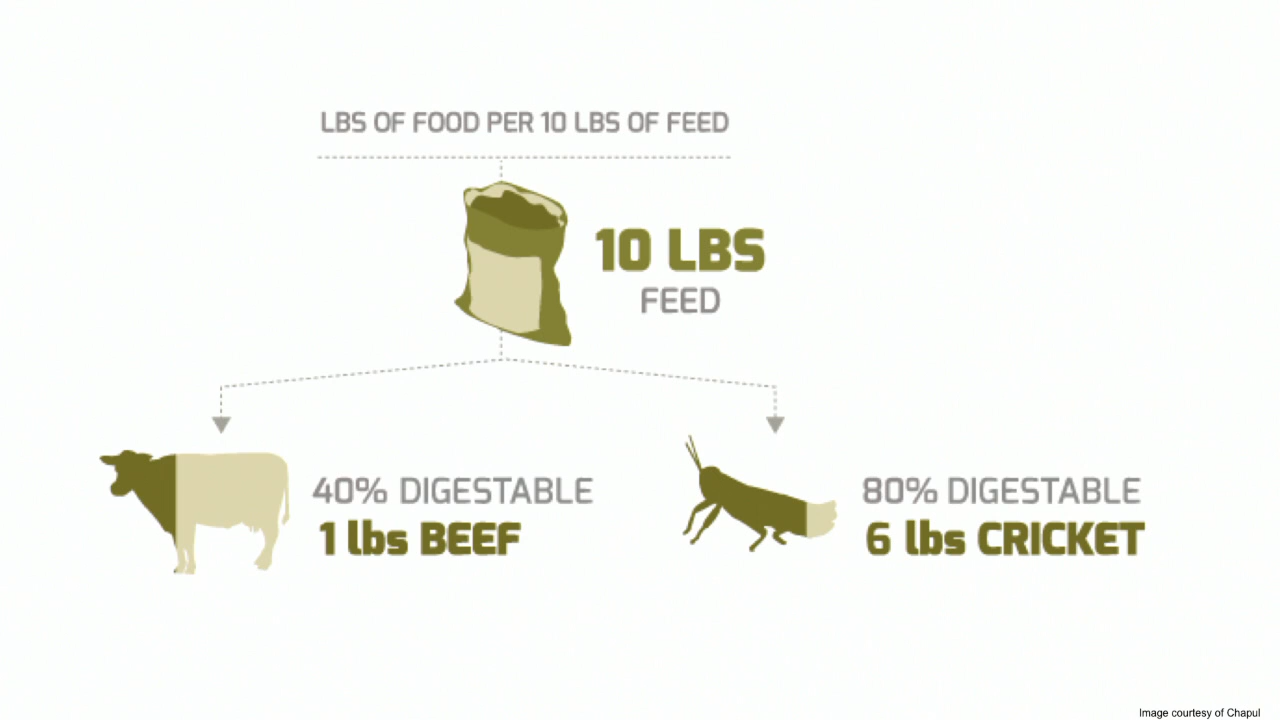 LBS OF FOOD PER 10 LBS OF FEED
10 LBS
FEED
40% DIGESTABLE
1 lbs BEEF
80% DIGESTABLE
6 lbs CRICKET
Image courtesy of Chapul